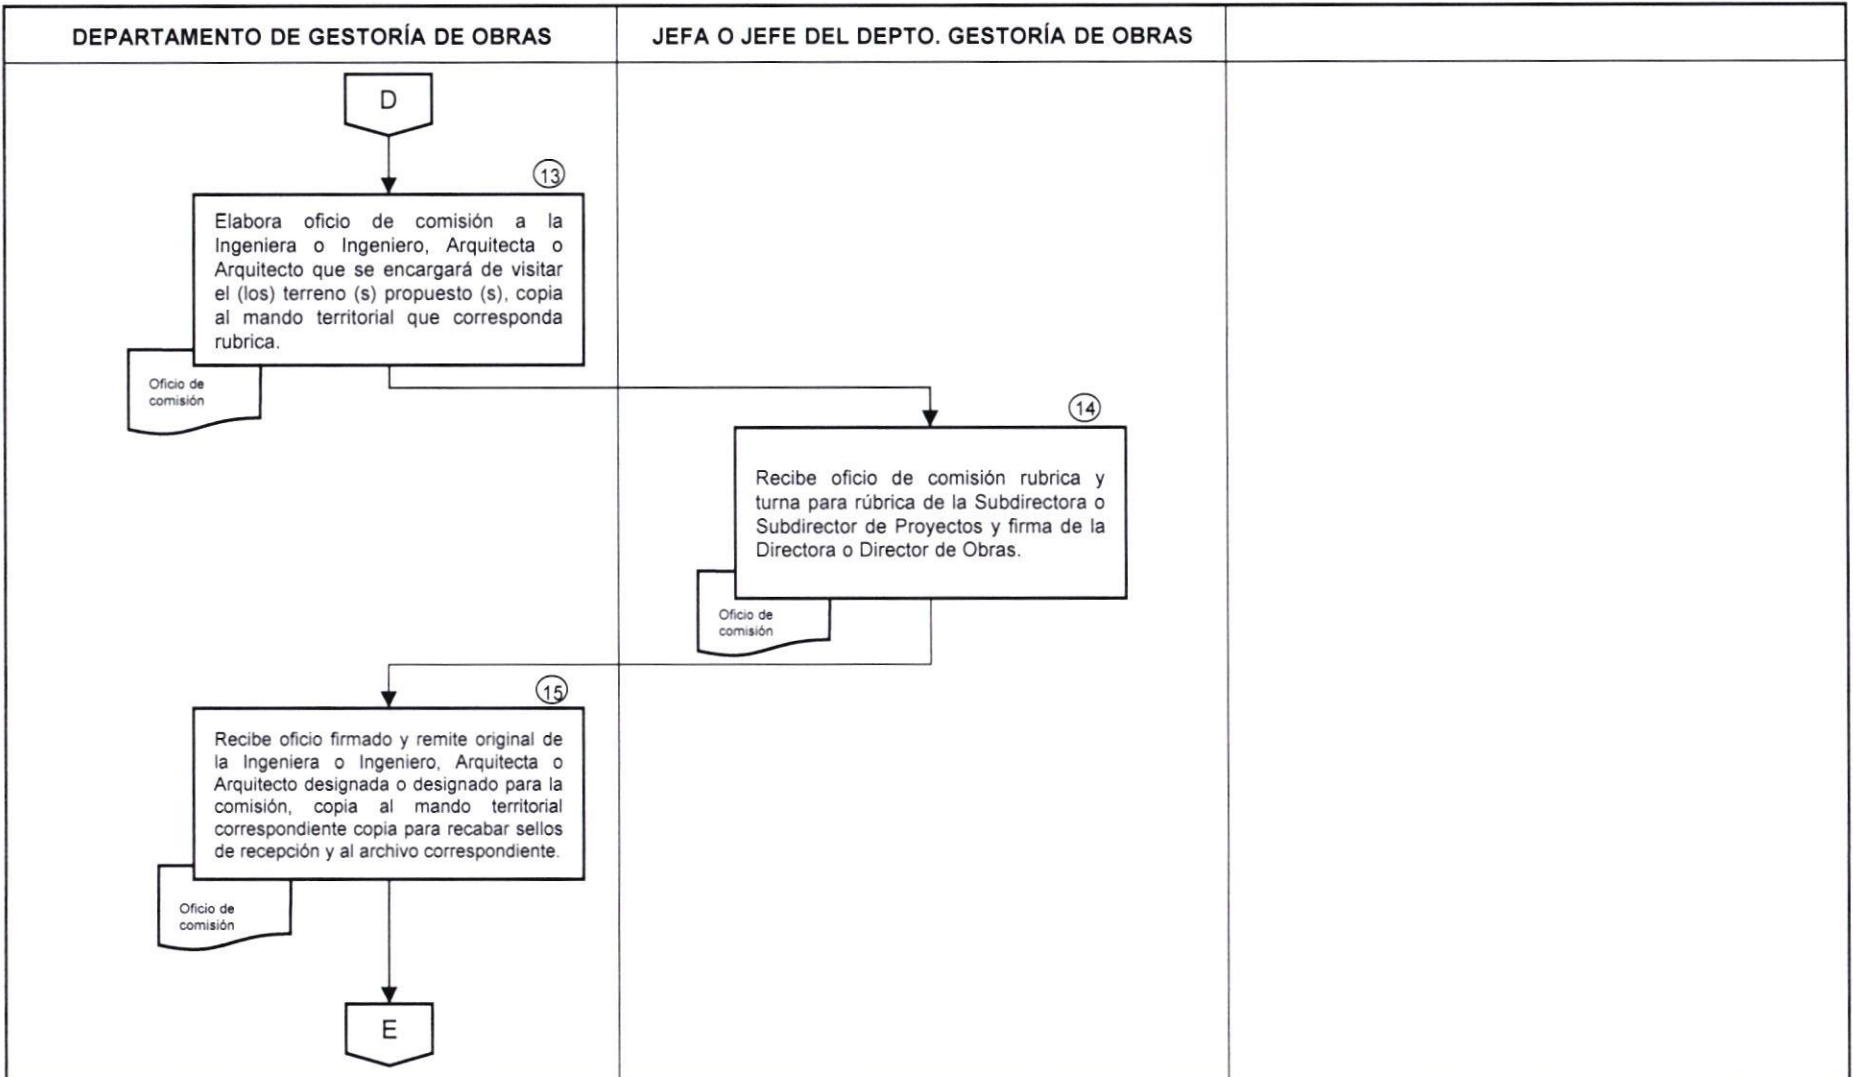 DEPARTAMENTO DE GESTORÍA DE OBRAS
JEFA O JEFE DEL DEPTO. GESTORÍA DE OBRAS
D
13
Elabora oficio de comisión a la
Ingeniera o Ingeniero, Arquitecta o
Arquitecto que se encargará de visitar
el (los) terreno (s) propuesto (s), copia
al mando territorial que corresponda
rubrica.
Oficio de
comisión
14
Recibe oficio de comisión rubrica y
turna para rúbrica de la Subdirectora o
Subdirector de Proyectos y firma de la
Directora o Director de Obras.
Oficio de
comisión
15
Recibe oficio firmado y remite original de
la Ingeniera o Ingeniero, Arquitecta o
Arquitecto designada o designado para la
comisión, copia al mando territorial
correspondiente copia para recabar sellos
de recepción y al archivo correspondiente.
Oficio de
comisión
E